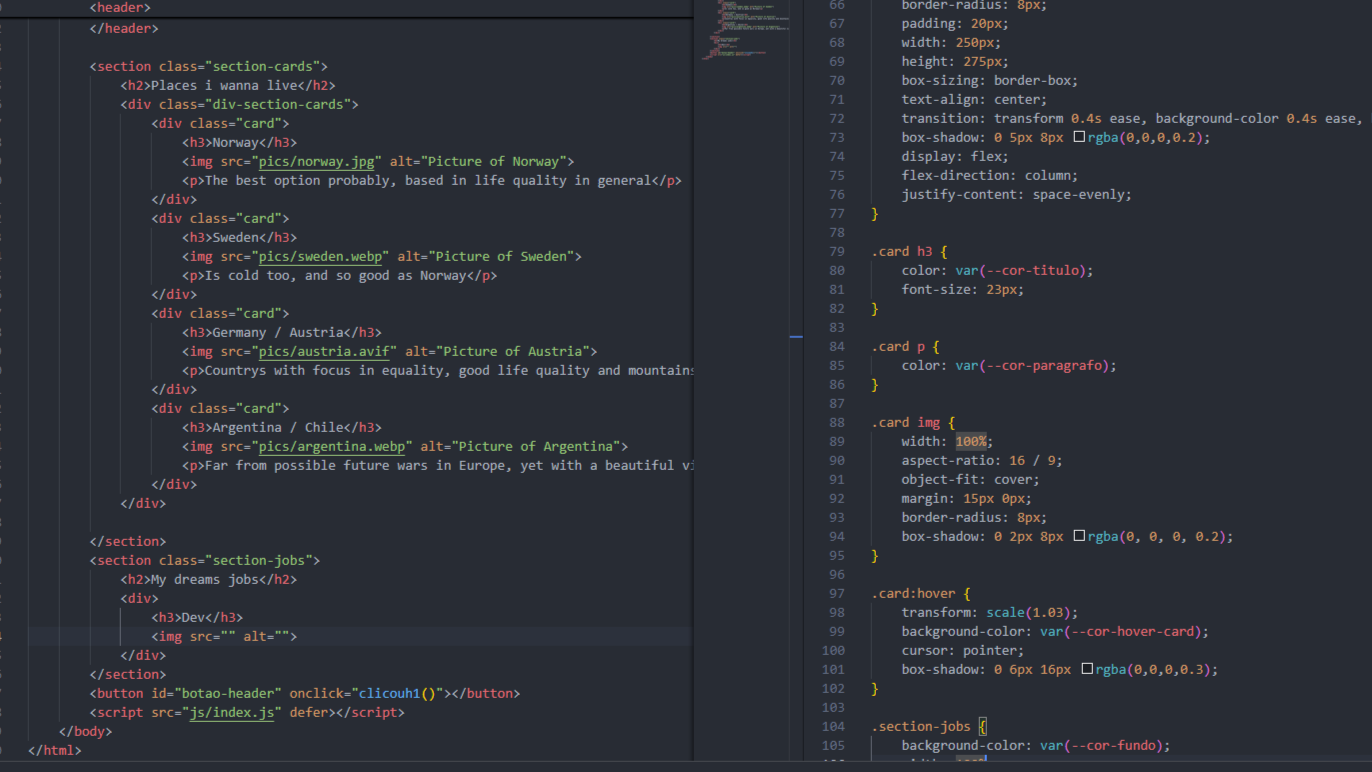 <header>
</header>
<section class="section-cards">
<h2>Places i wanna live</h2>
<div class="div-section-cards">
<div class="card">
<h3>Norway</h3>
<img src="pics/norway.jpg" alt="Picture of Norway">
<p>The best option probably, based in life quality in general</p>
</div>
<div class="card">
<h3>Sweden</h3>
<img src="pics/sweden.webp" alt="Picture of Sweden">
<p>Is cold too, and so good as Norway</p>
</div>
<div class="card">
<h3>Germany / Austria</h3>
<img src="pics/austria.avif" alt="Picture of Austria">
<p>Countrys with focus in equality, good life quality and mountains
</div>
<div class="card">
<h3>Argentina / Chile</h3>
<img src="pics/argentina.webp" alt="Picture of Argentina">
<p>Far from possible future wars in Europe, yet with a beautiful vi
</div>
</div>
</section>
<section class="section-jobs">
<h2>My dreams jobs</h2>
<div>
<h3>Dev</h3>
<img src="" alt="">
</div>
</section>
<button id="botao-header" onclick="clicouh1()"></button>
<script src="js/index.js" defer></script>
</body>
</html>
66 border-radius: 8px;
67 padding: 20px;
68 width: 250px;
69 height: 275px;
70 box-sizing: border-box;
71 text-align: center;
72 transition: transform 0.4s ease, background-color 0.4s ease,
73 box-shadow: 0 5px 8px rgba(0,0,0,0.2);
74 display: flex;
75 flex-direction: column;
76 justify-content: space-evenly;
77 }
78
79 .card h3 {
80 color: var(--cor-titulo);
81 font-size: 23px;
82 }
83
84 .card p {
85 color: var(--cor-paragrafo);
86 }
87
88 .card img {
89 width: 100%;
90 aspect-ratio: 16 / 9;
91 object-fit: cover;
92 margin: 15px 0px;
93 border-radius: 8px;
94 box-shadow: 0 2px 8px rgba(0, 0, 0, 0.2);
95 }
96
97 .card:hover {
98 transform: scale(1.03);
99 background-color: var(--cor-hover-card);
100 cursor: pointer;
101 box-shadow: 0 6px 16px rgba(0,0,0,0.3);
102 }
103
104 .section-jobs {
105 background-color: var(--cor-fundo);